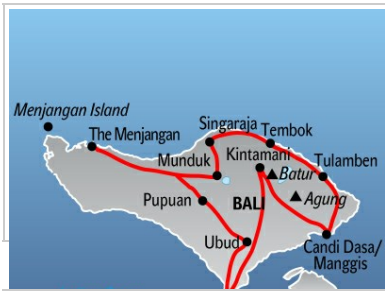 Menjangan Island
The Menjangan
Singaraja
Tembok
Munduk
Kintamani
Batur
Tulamben
Pupuan
BALI
Agung
Ubud
Candi Dasa/
Manggis